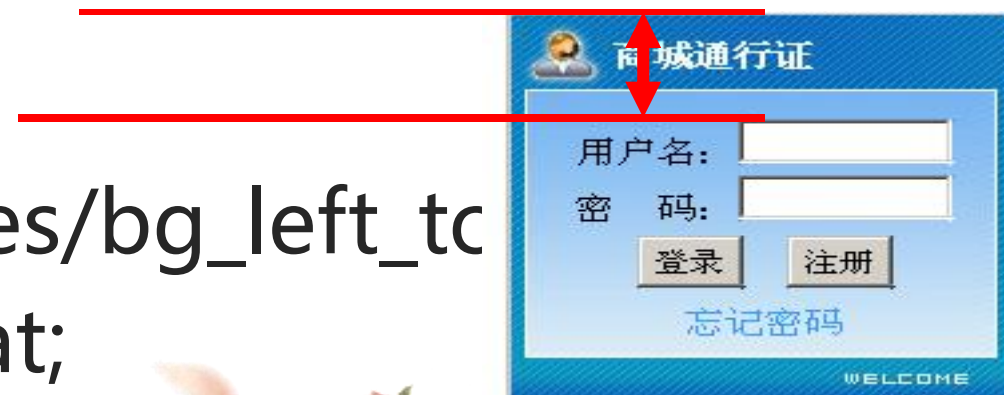 商城通行证
用户名：
密 码：
es/bg_left_to
at;
登录 注册
忘记密码
WELCOME